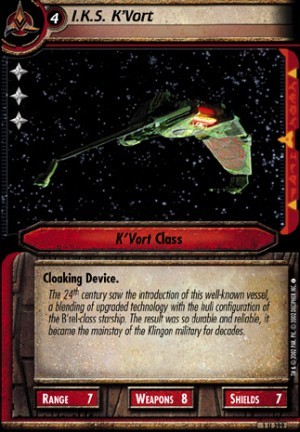 4 I.K.S. K'Vort
K'Vort Class
Cloaking Device.
The 24th century saw the introduction of this well-known vessel,
a blending of upgraded technology with the hull configuration of
the B'rel-class starship. The result was so durable and reliable, it
became the mainstay of the Klingon military for decades.
RANGE 7 WEAPONS 8 SHIELDS 7